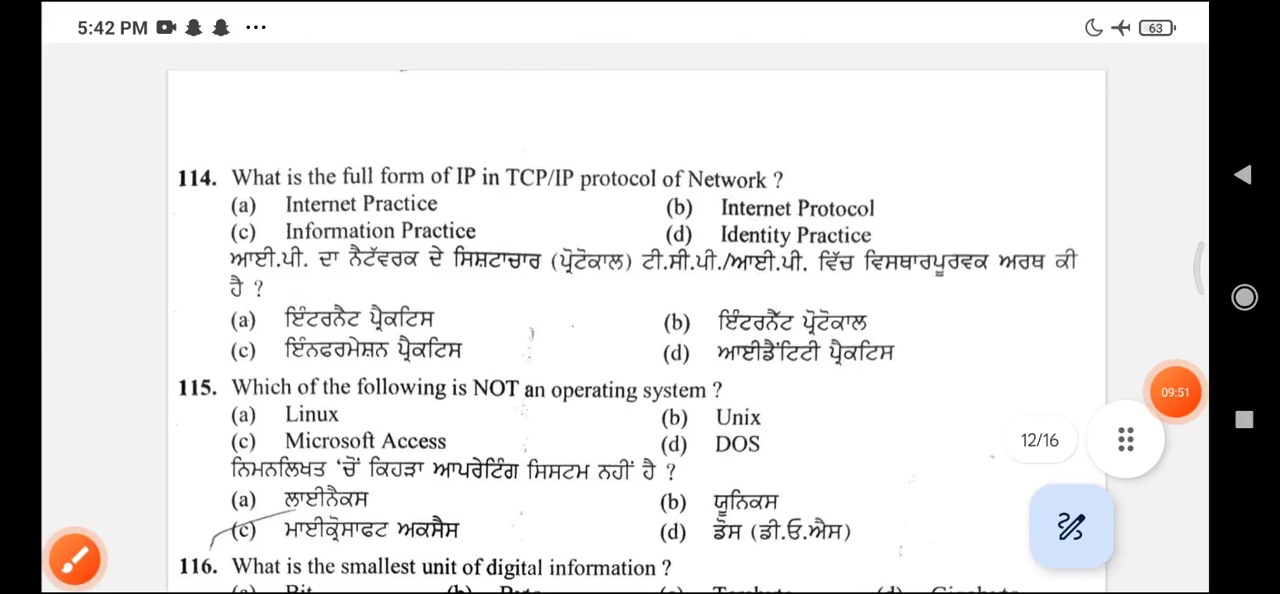 5:42 PM ...
63
114. What is the full form of IP in TCP/IP protocol of Network ?
(a) Internet Practice (b) Internet Protocol
(c) Information Practice (d) Identity Practice
ਆਈ.ਪੀ. ਦਾ ਨੈਟੱਵਰਕ ਦੇ ਸਿਸ਼ਟਾਚਾਰ (ਪ੍ਰੋਟੋਕਾਲ) ਟੀ.ਸੀ.ਪੀ./ਆਈ.ਪੀ. ਵਿੱਚ ਵਿਸਥਾਰਪੂਰਵਕ ਅਰਥ ਕੀ
ਹੈ ?
(a) ਇੰਟਰਨੈਟ ਪ੍ਰੈਕਟਿਸ (b) ਇੰਟਰਨੈੱਟ ਪ੍ਰੋਟੋਕਾਲ
(c) ਇੰਨਫਰਮੇਸ਼ਨ ਪ੍ਰੈਕਟਿਸ (d) ਆਈਡੈਂਟਿਟੀ ਪ੍ਰੈਕਟਿਸ
115. Which of the following is NOT an operating system ?
(a) Linux (b) Unix
(c) Microsoft Access (d) DOS
ਨਿਮਨਲਿਖਤ ‘ਚੋਂ ਕਿਹੜਾ ਆਪਰੇਟਿੰਗ ਸਿਸਟਮ ਨਹੀਂ ਹੈ ?
(a) ਲਾਈਨੈਕਸ (b) ਯੂਨਿਕਸ
(c) ਮਾਈਕ੍ਰੋਸਾਫਟ ਅਕਸੈਸ (d) ਡੋਸ (ਡੀ.ਓ.ਐਸ)
116. What is the smallest unit of digital information ?
09:51
12/16